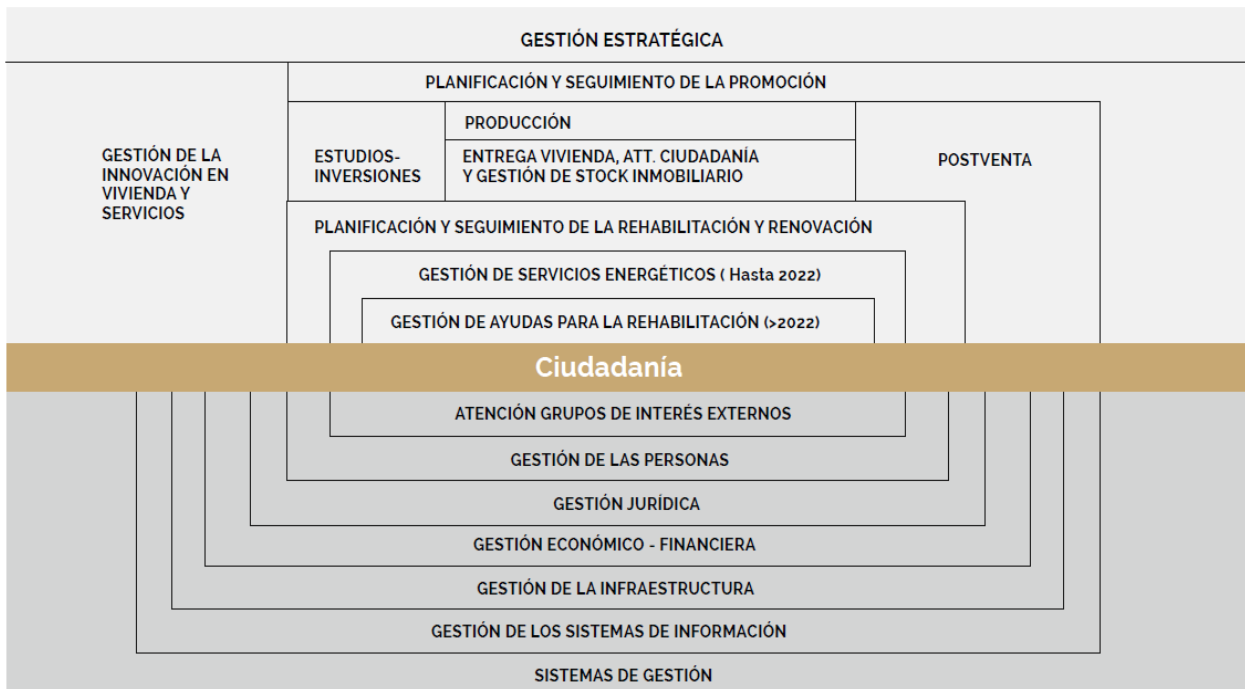 GESTIÓN ESTRATÉGICA
PLANIFICACIÓN Y SEGUIMIENTO DE LA PROMOCIÓN
GESTIÓN DE LA
INNOVACIÓN EN
VIVIENDA Y
SERVICIOS
ESTUDIOS-
INVERSIONES
PRODUCCIÓN
ENTREGA VIVIENDA, ATT. CIUDADANÍA
Y GESTIÓN DE STOCK INMOBILIARIO
POSTVENTA
PLANIFICACIÓN Y SEGUIMIENTO DE LA REHABILITACIÓN Y RENOVACIÓN
GESTIÓN DE SERVICIOS ENERGÉTICOS ( Hasta 2022)
GESTIÓN DE AYUDAS PARA LA REHABILITACIÓN (>2022)
Ciudadanía
ATENCIÓN GRUPOS DE INTERÉS EXTERNOS
GESTIÓN DE LAS PERSONAS
GESTIÓN JURÍDICA
GESTIÓN ECONÓMICO - FINANCIERA
GESTIÓN DE LA INFRAESTRUCTURA
GESTIÓN DE LOS SISTEMAS DE INFORMACIÓN
SISTEMAS DE GESTIÓN